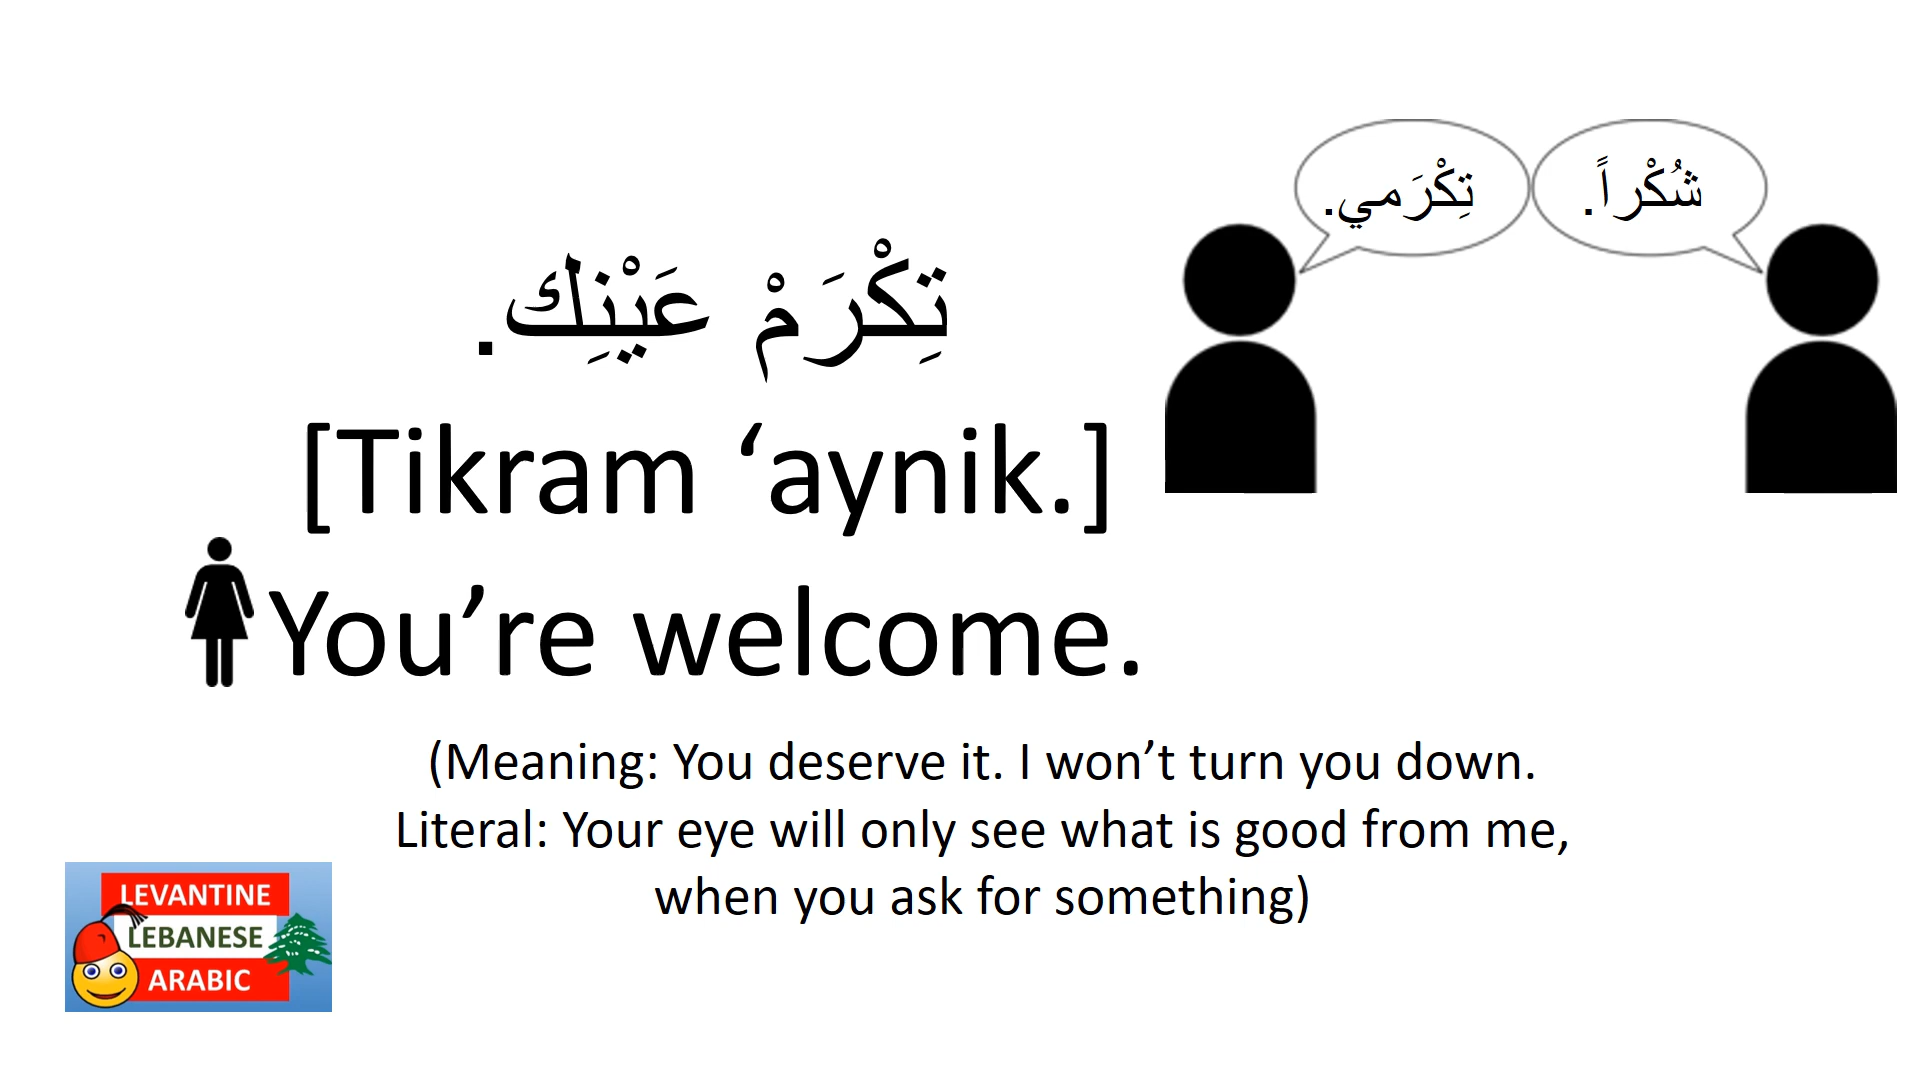 شُكْراً.
تِكْرَمي.
تِكْرَمْ عَيْنِك.
[Tikram ‘aynik.]
You’re welcome.
(Meaning: You deserve it. I won’t turn you down.
Literal: Your eye will only see what is good from me,
when you ask for something)
LEVANTINE
LEBANESE
ARABIC